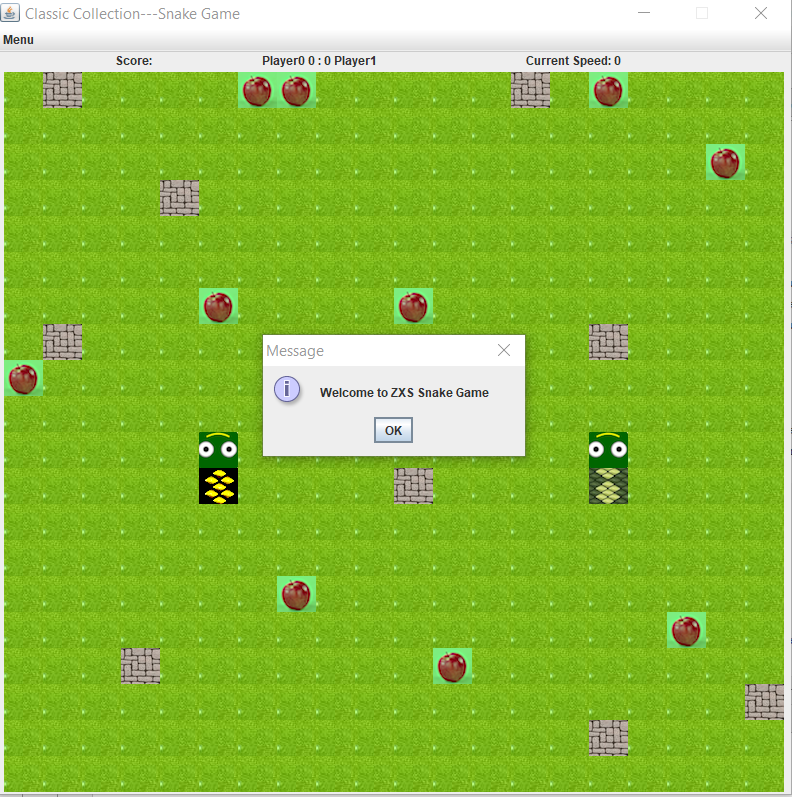 Classic Collection---Snake Game
Menu
Score: Player0 0 : 0 Player1 Current Speed: 0
Message
Welcome to ZXS Snake Game
OK